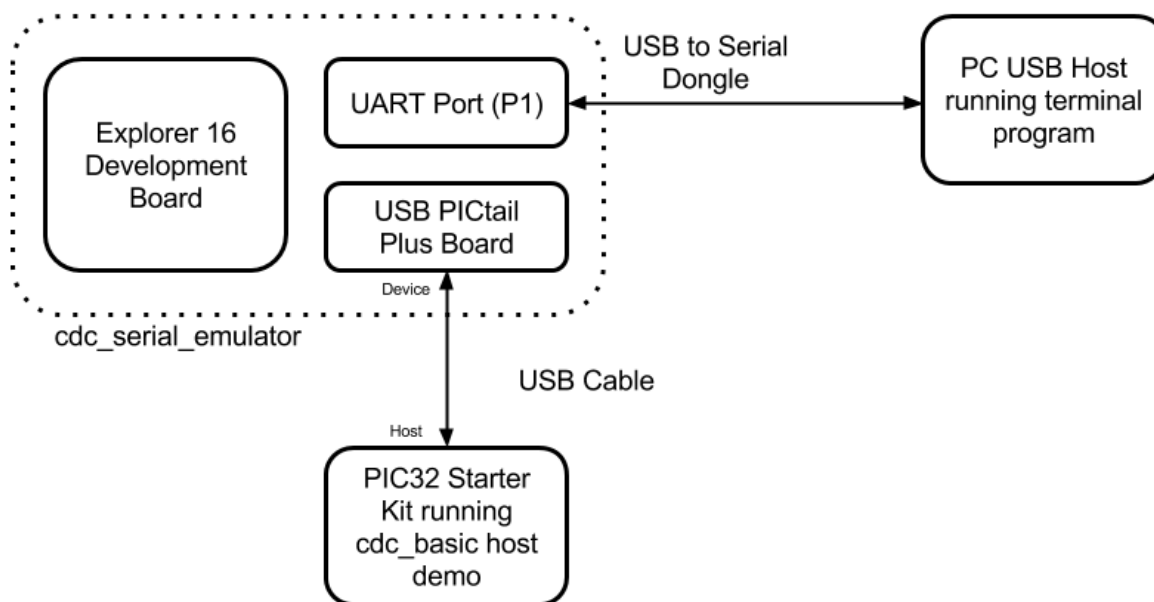 Explorer 16
Development
Board
UART Port (P1)
USB to Serial
Dongle
PC USB Host
running terminal
program
USB PICtail
Plus Board
Device
cdc_serial_emulator
USB Cable
Host
PIC32 Starter
Kit running
cdc_basic host
demo